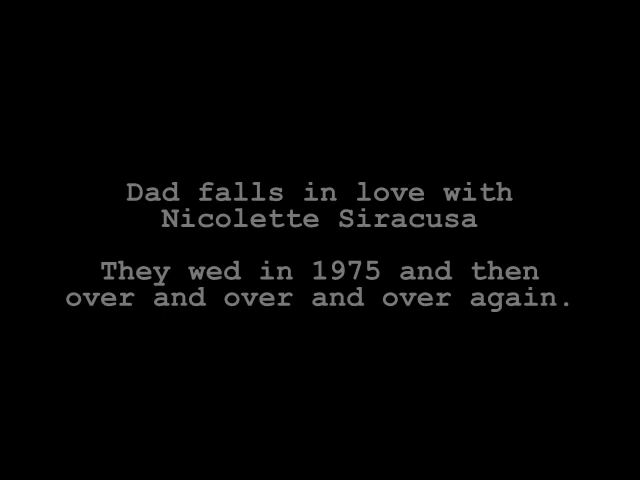 Dad falls in love with
Nicolette Siracusa
They wed in 1975 and then
over and over and over again.